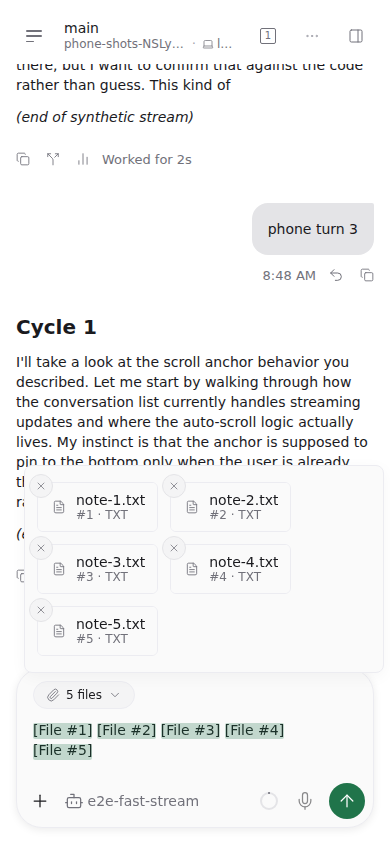 main
phone-shots-NSLy... · l...
1
there, but I want to confirm that against the code
rather than guess. This kind of
(end of synthetic stream)
Worked for 2s
phone turn 3
8:48 AM
Cycle 1
I'll take a look at the scroll anchor behavior you
described. Let me start by walking through how
the conversation list currently handles streaming
updates and where the auto-scroll logic actually
lives. My instinct is that the anchor is supposed to
pin to the bottom only when the user is already
note-1.txt
#1 · TXT
note-2.txt
#2 · TXT
note-3.txt
#3 · TXT
note-4.txt
#4 · TXT
note-5.txt
#5 · TXT
5 files
[File #1] [File #2] [File #3] [File #4]
[File #5]
e2e-fast-stream